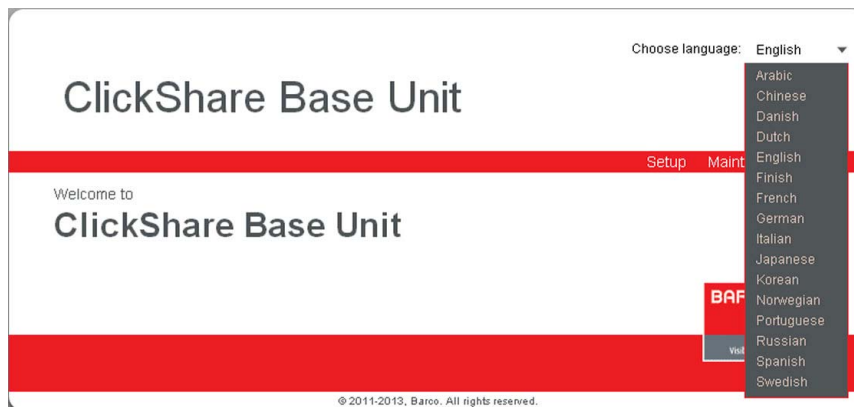 Choose language: English
ClickShare Base Unit
Arabic
Chinese
Danish
Dutch
English
Finish
French
German
Italian
Japanese
Korean
Norwegian
Portuguese
Russian
Spanish
Swedish
Setup Maint
Welcome to
ClickShare Base Unit
BAR
Visi
© 2011-2013, Barco. All rights reserved.